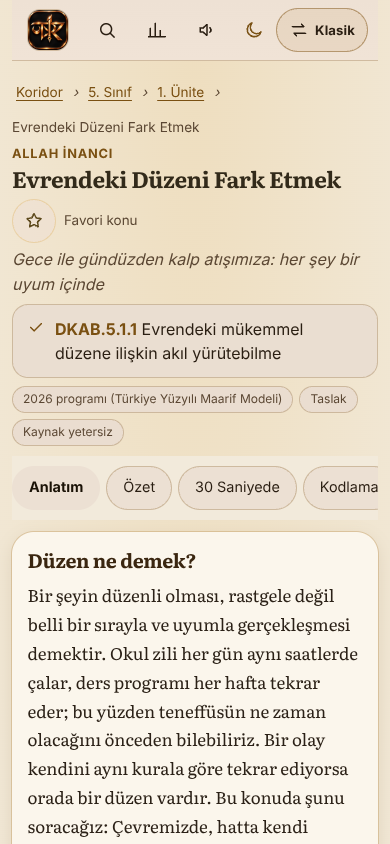 Klasik
Koridor › 5. Sınıf › 1. Ünite ›
Evrendeki Düzeni Fark Etmek
ALLAH İNANCI
Evrendeki Düzeni Fark Etmek
Favori konu
Gece ile gündüzden kalp atışımıza: her şey bir
uyum içinde
DKAB.5.1.1 Evrendeki mükemmel
düzene ilişkin akıl yürütebilme
2026 programı (Türkiye Yüzyılı Maarif Modeli) Taslak
Kaynak yetersiz
Anlatım Özet 30 Saniyede Kodlama
Düzen ne demek?
Bir şeyin düzenli olması, rastgele değil
belli bir sırayla ve uyumla gerçekleşmesi
demektir. Okul zili her gün aynı saatlerde
çalar, ders programı her hafta tekrar
eder; bu yüzden teneffüsün ne zaman
olacağını önceden bilebiliriz. Bir olay
kendini aynı kurala göre tekrar ediyorsa
orada bir düzen vardır. Bu konuda şunu
soracağız: Çevremizde, hatta kendi